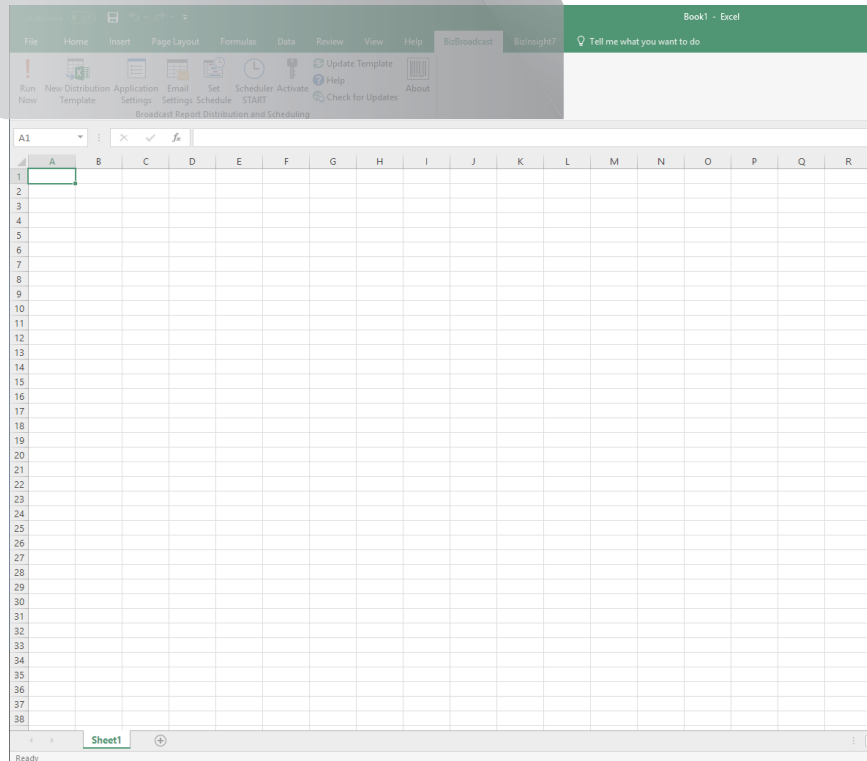 AutoSave Off
Book1 - Excel
File Home Insert Page Layout Formulas Data Review View Help BizBroadcast BizInsight7 Tell me what you want to do
Run Now
New Distribution Template
Application Settings
Email Settings
Set Schedule
Scheduler START
Activate
Update Template
Help
Check for Updates
About
Broadcast Report Distribution and Scheduling
A1
fx
A B C D E F G H I J K L M N O P Q R
1
2
3
4
5
6
7
8
9
10
11
12
13
14
15
16
17
18
19
20
21
22
23
24
25
26
27
28
29
30
31
32
33
34
35
36
37
38
Sheet1
Ready